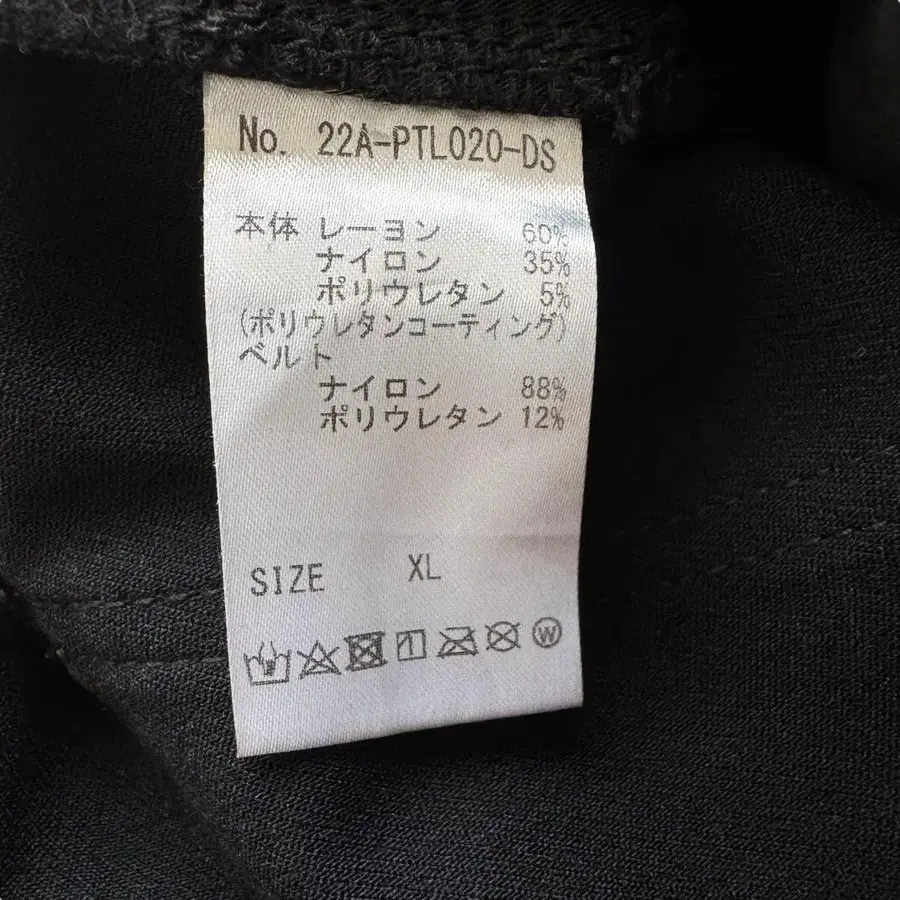 No. 22A-PTL020-DS
本体 レーヨン 60%
ナイロン 35%
ポリウレタン 5%
(ポリウレタンコーティング)
ベルト
ナイロン 88%
ポリウレタン 12%
SIZE XL
W